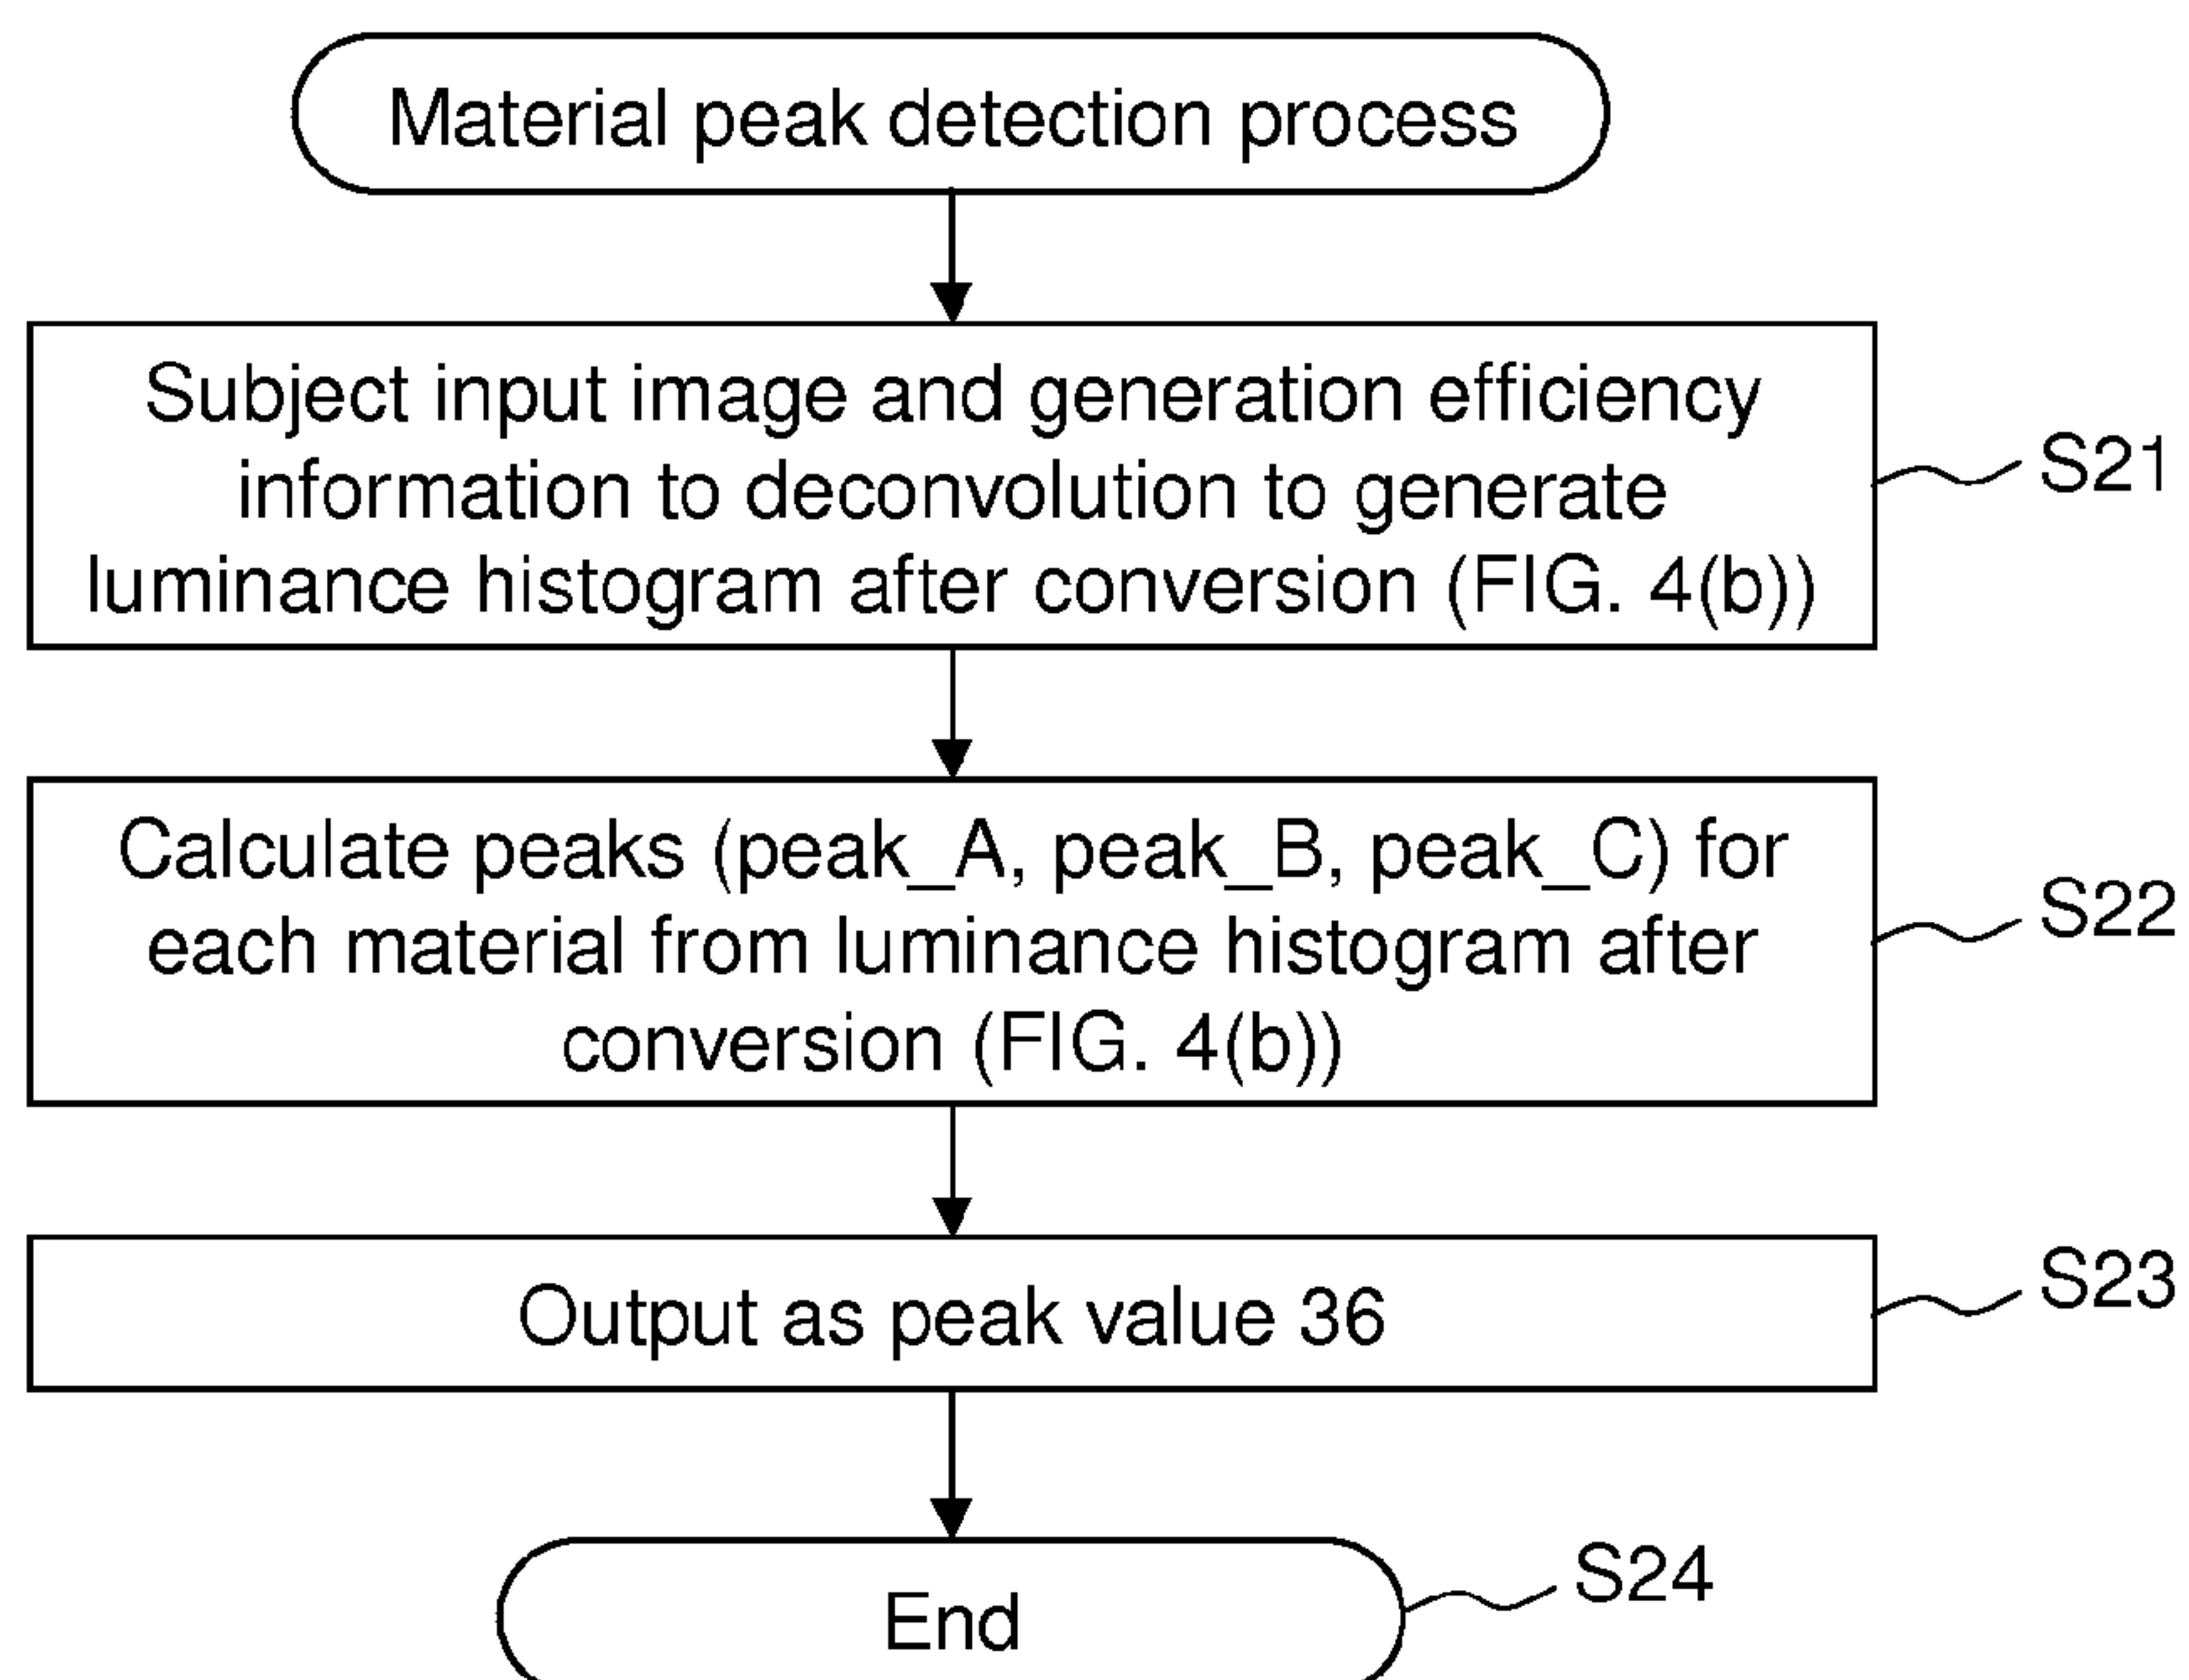 Material peak detection process
Subject input image and generation efficiency
information to deconvolution to generate
luminance histogram after conversion (FIG. 4(b))
S21
Calculate peaks (peak_A, peak_B, peak_C) for
each material from luminance histogram after
conversion (FIG. 4(b))
S22
Output as peak value 36
S23
End
S24